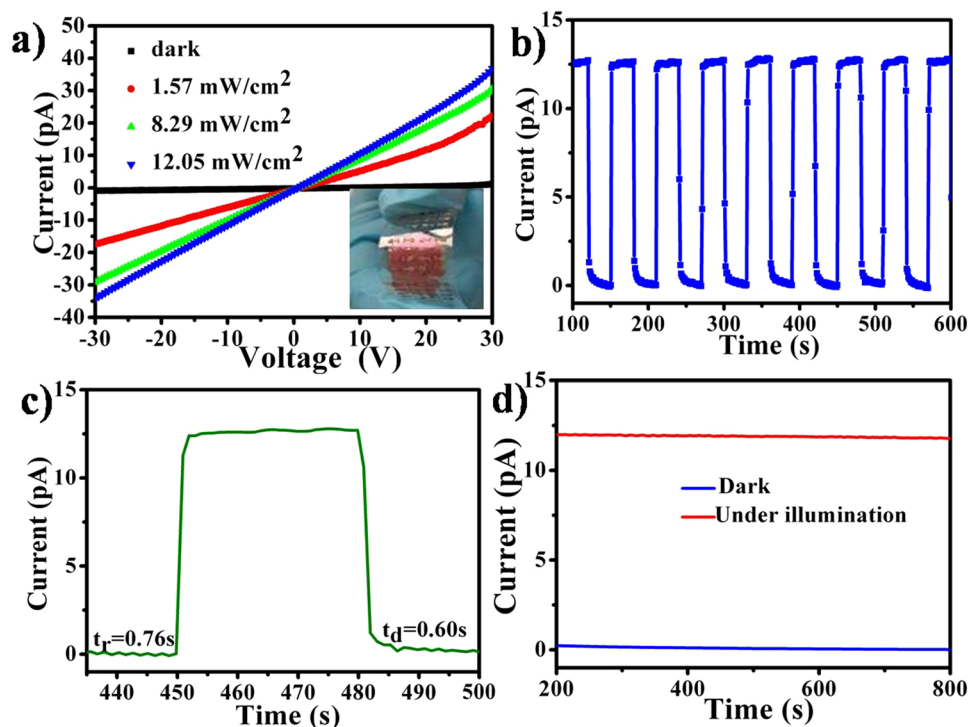 a)
50
40
30
20
10
0
-10
-20
-30
-40
Current (pA)
dark
1.57 mW/cm²
8.29 mW/cm²
12.05 mW/cm²
-30 -20 -10 0 10 20 30
Voltage (V)
b)
15
10
5
0
Current (pA)
100 200 300 400 500 600
Time (s)
c)
15
12
9
6
3
0
Current (pA)
tr=0.76s
td=0.60s
440 450 460 470 480 490 500
Time (s)
d)
15
10
5
0
Current (pA)
Dark
Under illumination
200 400 600 800
Time (s)